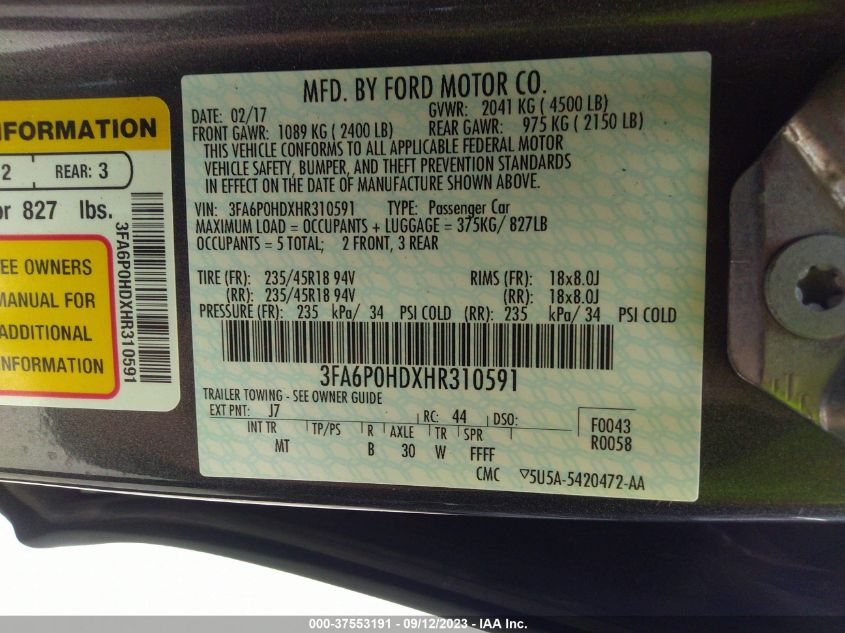 MFD. BY FORD MOTOR CO.
DATE: 02/17 GVWR: 2041 KG ( 4500 LB)
FRONT GAWR: 1089 KG ( 2400 LB) REAR GAWR: 975 KG ( 2150 LB)
THIS VEHICLE CONFORMS TO ALL APPLICABLE FEDERAL MOTOR
VEHICLE SAFETY, BUMPER, AND THEFT PREVENTION STANDARDS
IN EFFECT ON THE DATE OF MANUFACTURE SHOWN ABOVE.
VIN: 3FA6P0HDXHR310591 TYPE: Passenger Car
MAXIMUM LOAD = OCCUPANTS + LUGGAGE = 375KG/ 827LB
OCCUPANTS = 5 TOTAL; 2 FRONT, 3 REAR
TIRE (FR): 235/45R18 94V RIMS (FR): 18x8.0J
(RR): 235/45R18 94V (RR): 18x8.0J
PRESSURE (FR): 235 kPa/ 34 PSI COLD (RR): 235 kPa/ 34 PSI COLD
3FA6P0HDXHR310591
TRAILER TOWING - SEE OWNER GUIDE
EXT PNT: J7 RC: 44 DSO: F0043
INT TR TP/PS R AXLE TR SPR R0058
MT B 30 W FFFF
CMC 5U5A-5420472-AA
NFORMATION
2 REAR: 3
or 827 lbs.
EE OWNERS
MANUAL FOR
ADDITIONAL
INFORMATION
3FA6P0HDXHR310591
000-37553191 - 09/12/2023 - IAA Inc.